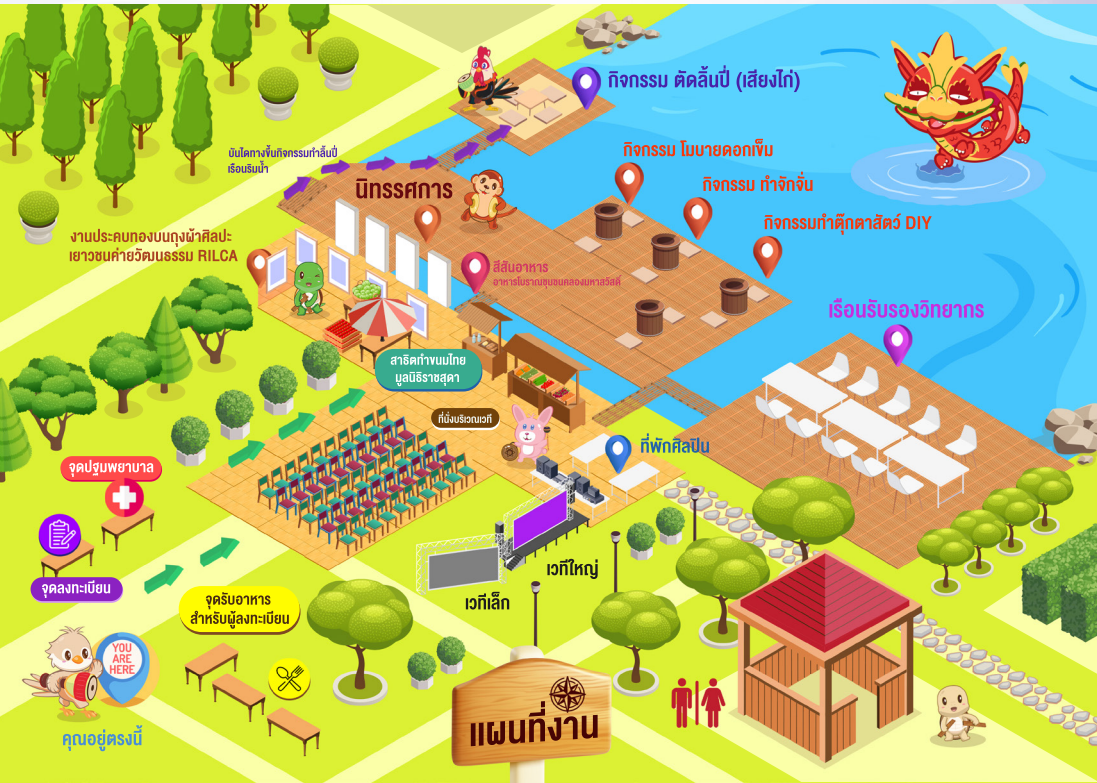 กิจกรรม ตัดลิ้นปี่ (เสียงไก่)
บันไดทางขึ้นกิจกรรมทำลิ้นปี่
เรือนริมน้ำ
กิจกรรม โมบายดอกเข็ม
นิทรรศการ
กิจกรรม ทำจักจั่น
กิจกรรมทำตุ๊กตาสัตว์ DIY
งานประคบทองบนถุงผ้าศิลปะ
เยาวชนค่ายวัฒนธรรม RILCA
สีสันอาหาร
อาหารโบราณชุมชนคลองมหาสวัสดิ์
เรือนรับรองวิทยากร
สาธิตทำขนมไทย
มูลนิธิราชสุดา
ที่นั่งบริเวณเวที
ที่พักศิลปิน
จุดปฐมพยาบาล
จุดลงทะเบียน
เวทีใหญ่
เวทีเล็ก
จุดรับอาหาร
สำหรับผู้ลงทะเบียน
YOU
ARE
HERE
คุณอยู่ตรงนี้
แผนที่งาน